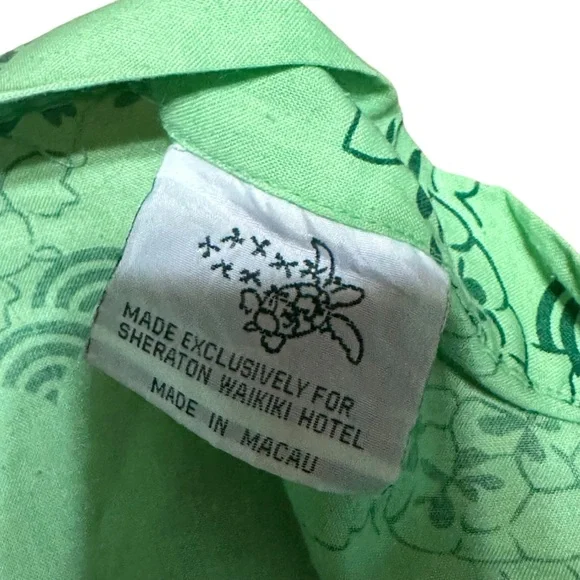 MADE EXCLUSIVELY FOR
SHERATON WAIKIKI HOTEL
MADE IN MACAU